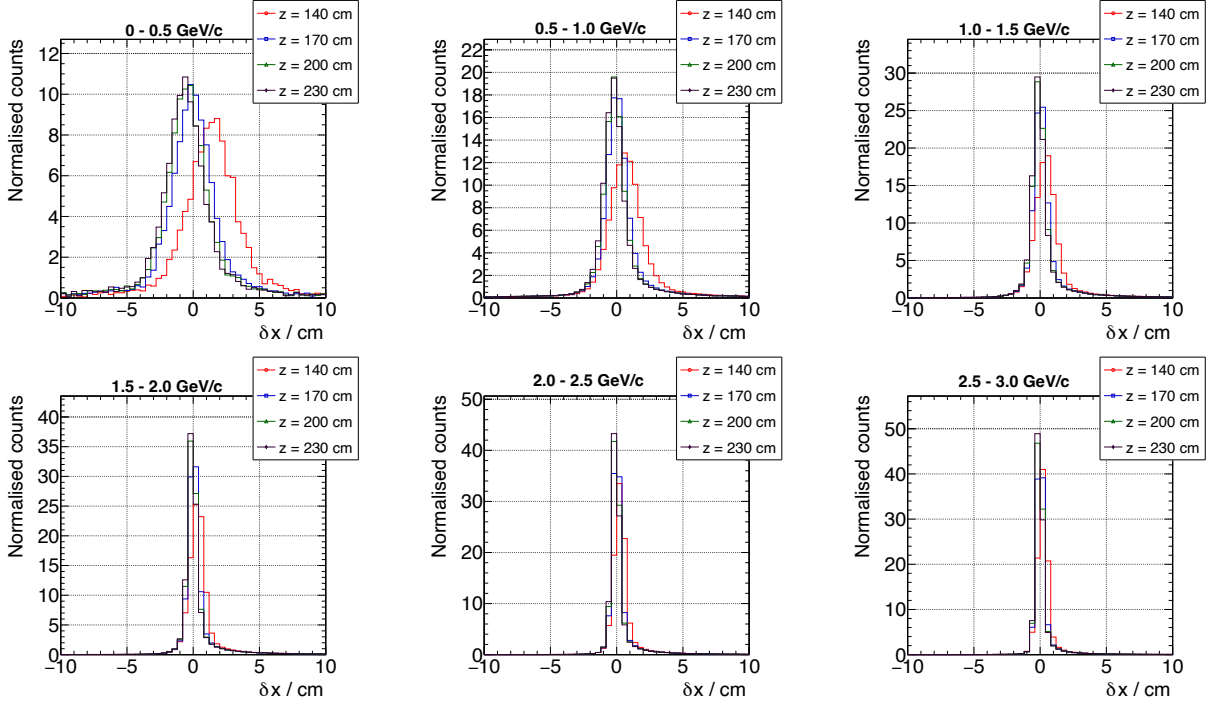 0 - 0.5 GeV/c
z = 140 cm
z = 170 cm
z = 200 cm
z = 230 cm
Normalised counts
12
10
8
6
4
2
0
−10
−5
0
5
10
δx / cm
0.5 - 1.0 GeV/c
z = 140 cm
z = 170 cm
z = 200 cm
z = 230 cm
Normalised counts
22
20
18
16
14
12
10
8
6
4
2
0
−10
−5
0
5
10
δx / cm
1.0 - 1.5 GeV/c
z = 140 cm
z = 170 cm
z = 200 cm
z = 230 cm
Normalised counts
30
25
20
15
10
5
0
−10
−5
0
5
10
δx / cm
1.5 - 2.0 GeV/c
z = 140 cm
z = 170 cm
z = 200 cm
z = 230 cm
Normalised counts
40
35
30
25
20
15
10
5
0
−10
−5
0
5
10
δx / cm
2.0 - 2.5 GeV/c
z = 140 cm
z = 170 cm
z = 200 cm
z = 230 cm
Normalised counts
50
40
30
20
10
0
−10
−5
0
5
10
δx / cm
2.5 - 3.0 GeV/c
z = 140 cm
z = 170 cm
z = 200 cm
z = 230 cm
Normalised counts
50
40
30
20
10
0
−10
−5
0
5
10
δx / cm